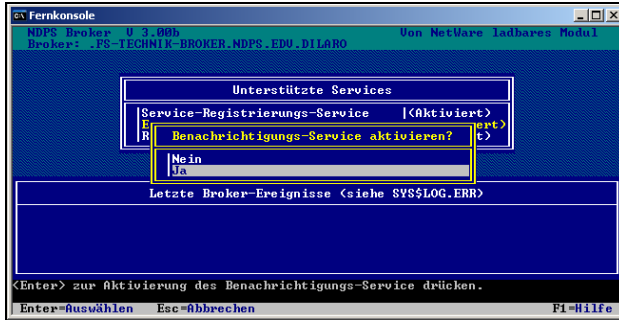 Fernkonsole
NDPS Broker V 3.00b Von NetWare ladbares Modul
Broker: .FS-TECHNIK-BROKER.NDPS.EDV.DILARO
Unterstützte Services
Service-Registrierungs-Service (Aktiviert)
E ert)
R t)
Benachrichtigungs-Service aktivieren?
Nein
Ja
Letzte Broker-Ereignisse (siehe SYS$LOG.ERR)
<Enter> zur Aktivierung des Benachrichtigungs-Service drücken.
Enter=Auswählen Esc=Abbrechen F1=Hilfe